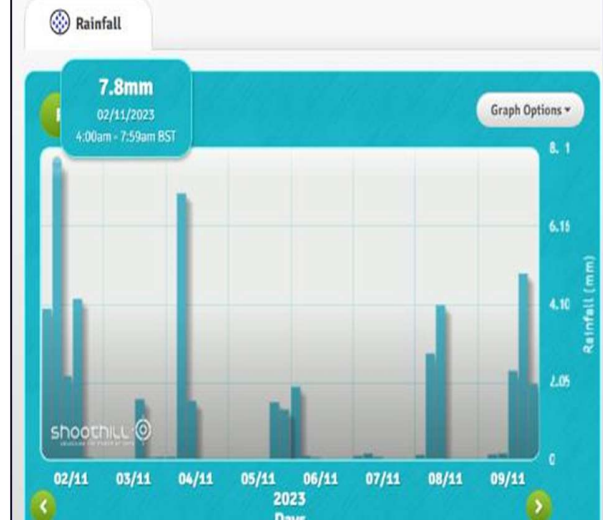 Rainfall
7.8mm
02/11/2023
4:00am - 7:59am BST
Graph Options
8. 1
6.15
4.10
2.05
0
Rainfall (mm)
shoothill
02/11 03/11 04/11 05/11 06/11 07/11 08/11 09/11
2023
Days